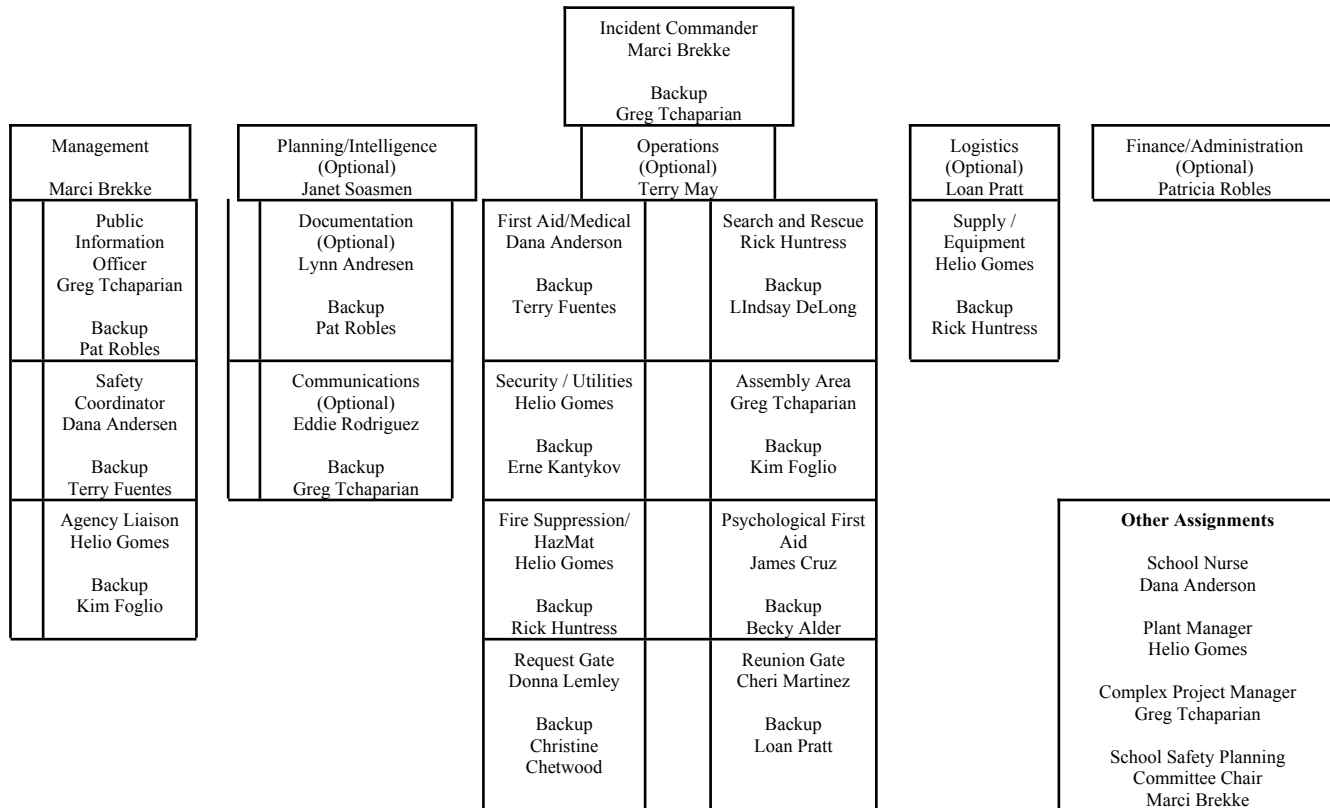 Incident Commander
Marci Brekke
Backup
Greg Tchaparian
Management
Marci Brekke
Planning/Intelligence
(Optional)
Janet Soasmen
Operations
(Optional)
Terry May
Logistics
(Optional)
Loan Pratt
Finance/Administration
(Optional)
Patricia Robles
Public
Information
Officer
Greg Tchaparian
Backup
Pat Robles
Documentation
(Optional)
Lynn Andresen
Backup
Pat Robles
First Aid/Medical
Dana Anderson
Backup
Terry Fuentes
Search and Rescue
Rick Huntress
Backup
LIndsay DeLong
Supply /
Equipment
Helio Gomes
Backup
Rick Huntress
Safety
Coordinator
Dana Andersen
Backup
Terry Fuentes
Communications
(Optional)
Eddie Rodriguez
Backup
Greg Tchaparian
Security / Utilities
Helio Gomes
Backup
Erne Kantykov
Assembly Area
Greg Tchaparian
Backup
Kim Foglio
Agency Liaison
Helio Gomes
Backup
Kim Foglio
Fire Suppression/
HazMat
Helio Gomes
Backup
Rick Huntress
Psychological First
Aid
James Cruz
Backup
Becky Alder
Request Gate
Donna Lemley
Backup
Christine
Chetwood
Reunion Gate
Cheri Martinez
Backup
Loan Pratt
Other Assignments
School Nurse
Dana Anderson
Plant Manager
Helio Gomes
Complex Project Manager
Greg Tchaparian
School Safety Planning
Committee Chair
Marci Brekke